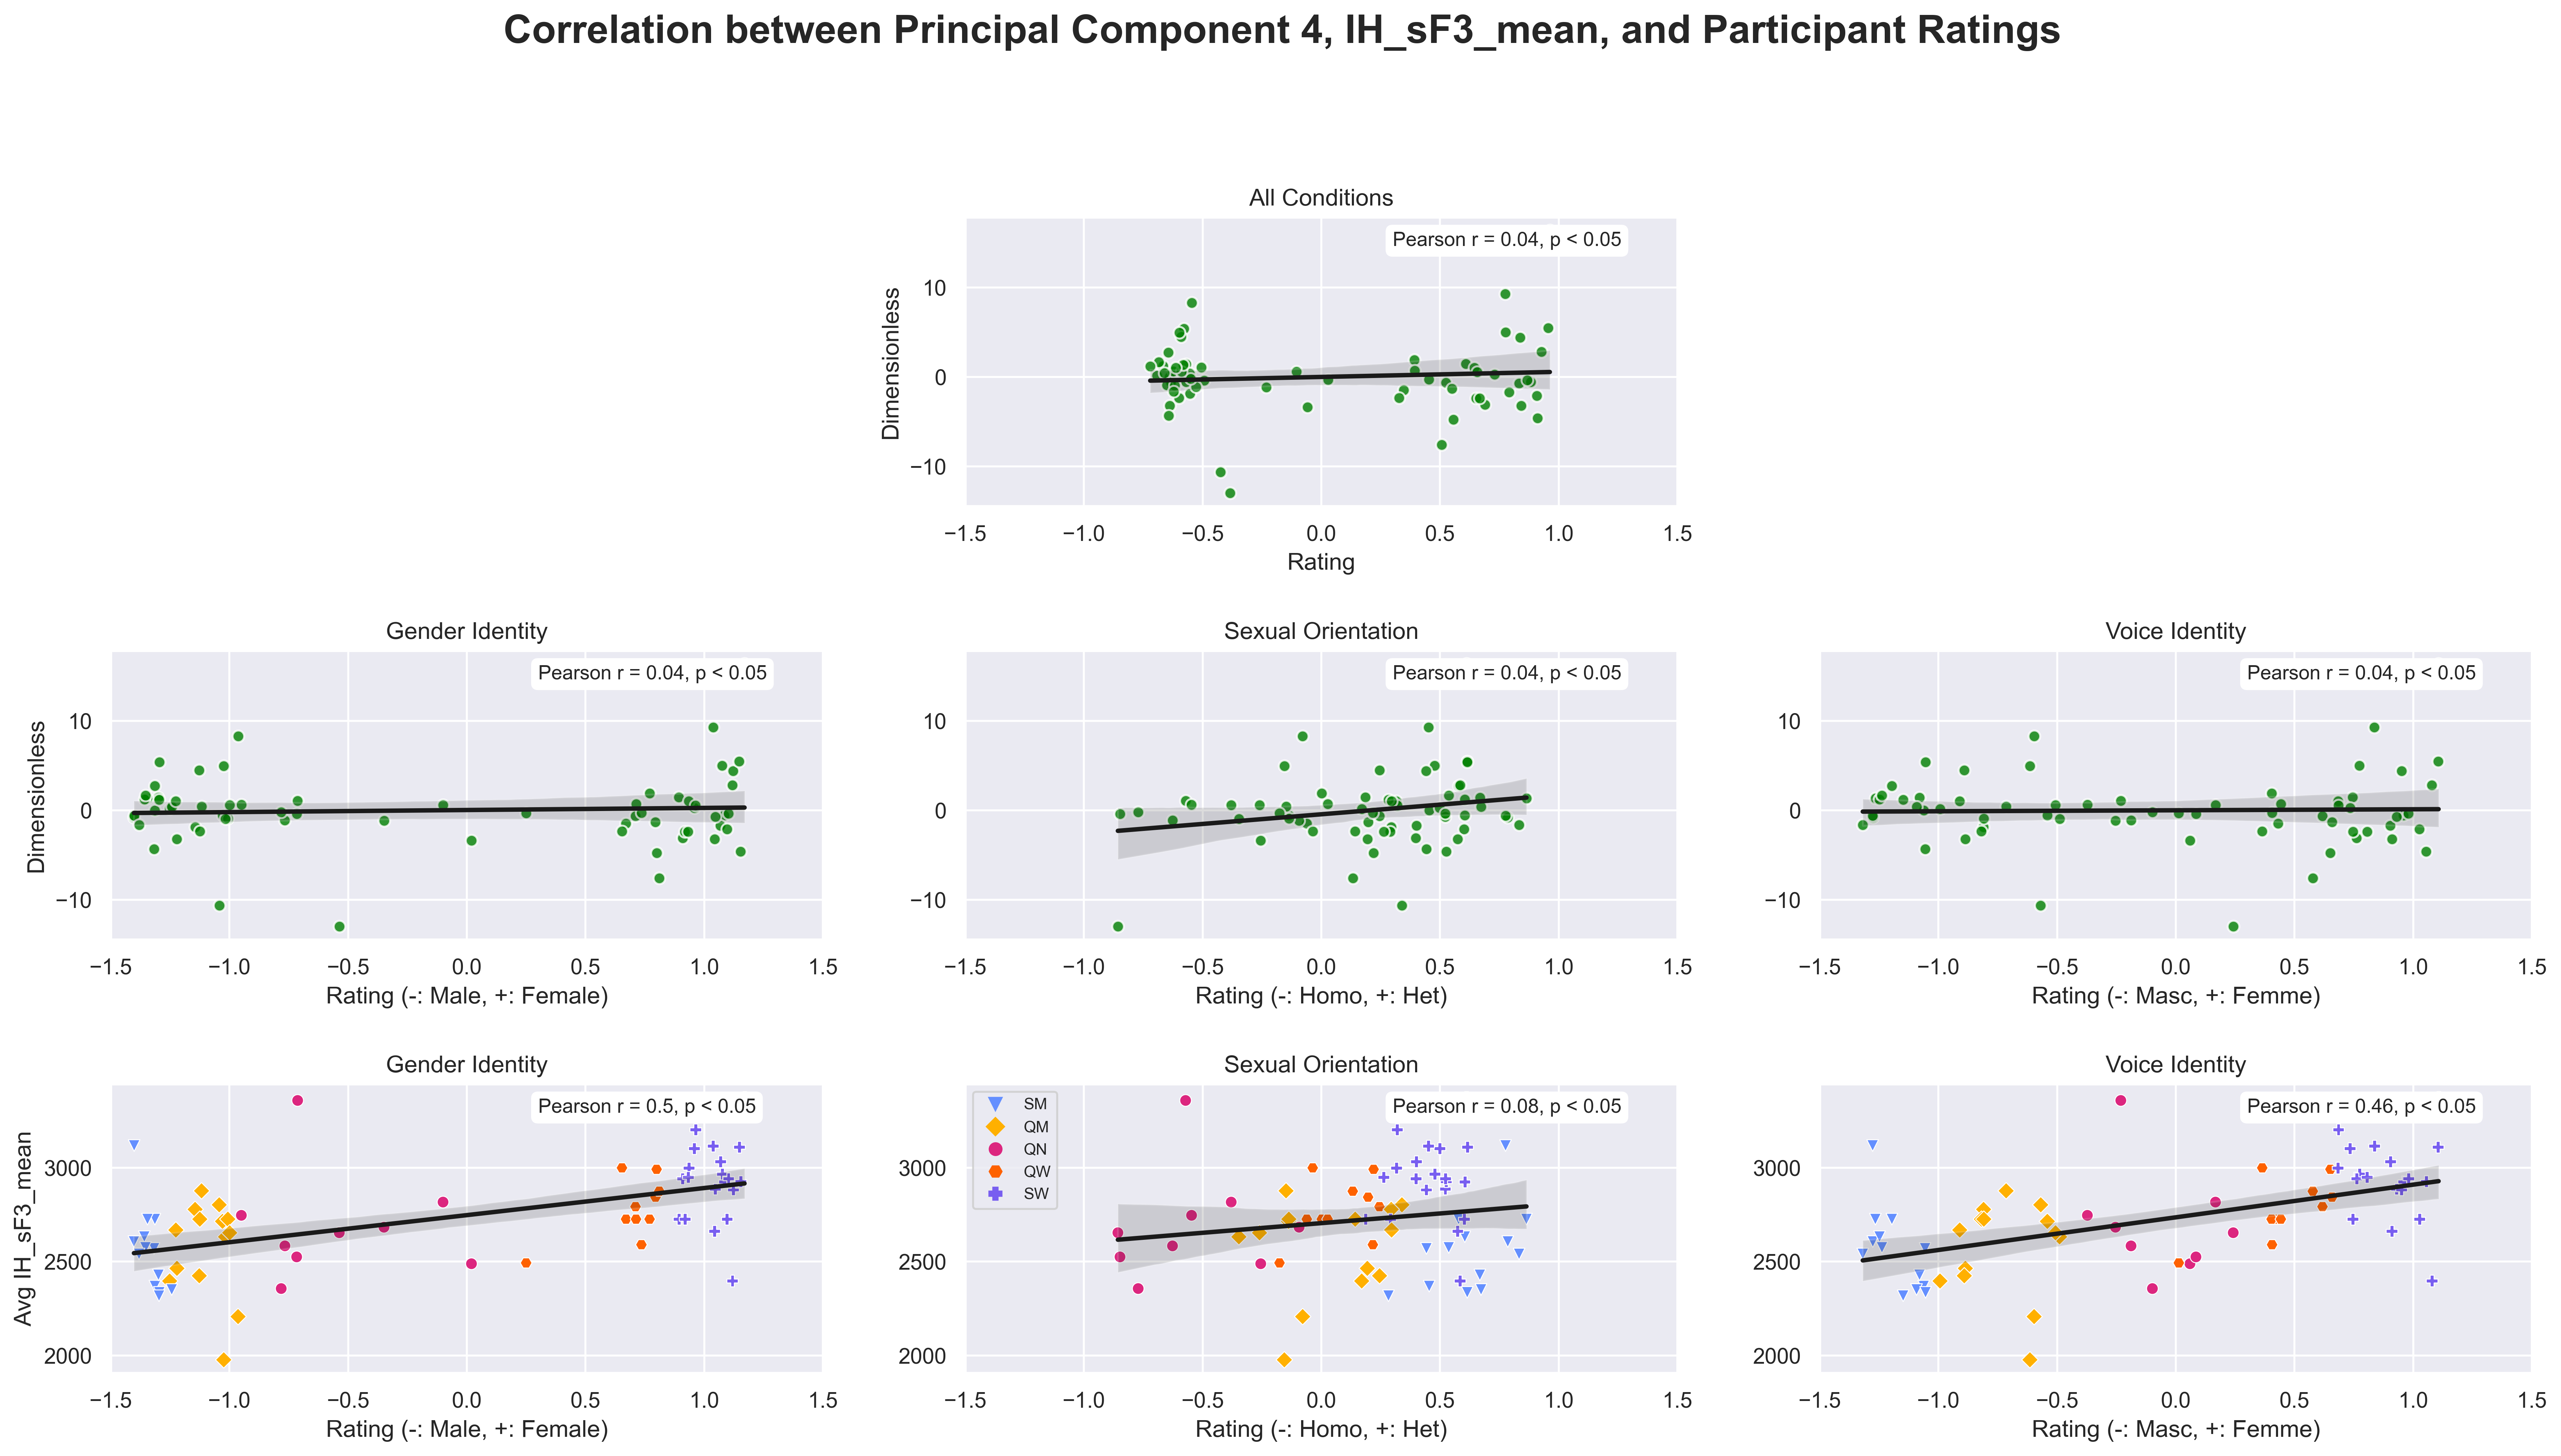 Correlation between Principal Component 4, IH_sF3_mean, and Participant Ratings
All Conditions
Pearson r = 0.04, p < 0.05
Dimensionless
10
0
−10
−1.5 −1.0 −0.5 0.0 0.5 1.0 1.5
Rating
Gender Identity
Pearson r = 0.04, p < 0.05
Dimensionless
10
0
−10
−1.5 −1.0 −0.5 0.0 0.5 1.0 1.5
Rating (-: Male, +: Female)
Sexual Orientation
Pearson r = 0.04, p < 0.05
10
0
−10
−1.5 −1.0 −0.5 0.0 0.5 1.0 1.5
Rating (-: Homo, +: Het)
Voice Identity
Pearson r = 0.04, p < 0.05
10
0
−10
−1.5 −1.0 −0.5 0.0 0.5 1.0 1.5
Rating (-: Masc, +: Femme)
Gender Identity
Pearson r = 0.5, p < 0.05
Avg IH_sF3_mean
3000
2500
2000
−1.5 −1.0 −0.5 0.0 0.5 1.0 1.5
Rating (-: Male, +: Female)
Sexual Orientation
SM
QM
QN
QW
SW
Pearson r = 0.08, p < 0.05
3000
2500
2000
−1.5 −1.0 −0.5 0.0 0.5 1.0 1.5
Rating (-: Homo, +: Het)
Voice Identity
Pearson r = 0.46, p < 0.05
3000
2500
2000
−1.5 −1.0 −0.5 0.0 0.5 1.0 1.5
Rating (-: Masc, +: Femme)